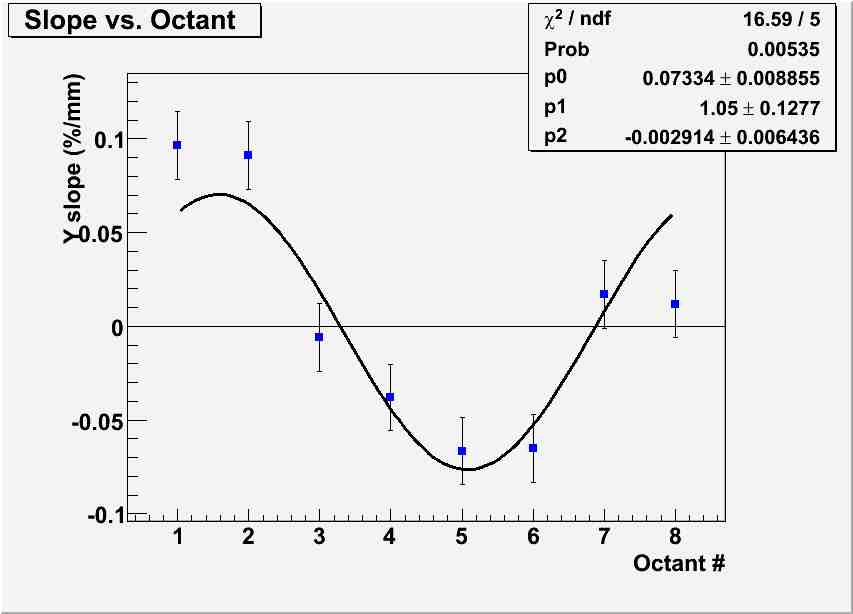 Slope vs. Octant
χ² / ndf 16.59 / 5
Prob 0.00535
p0 0.07334 ± 0.008855
p1 1.05 ± 0.1277
p2 -0.002914 ± 0.006436
Y slope (%/mm)
0.1
0.05
0
-0.05
-0.1
1 2 3 4 5 6 7 8
Octant #